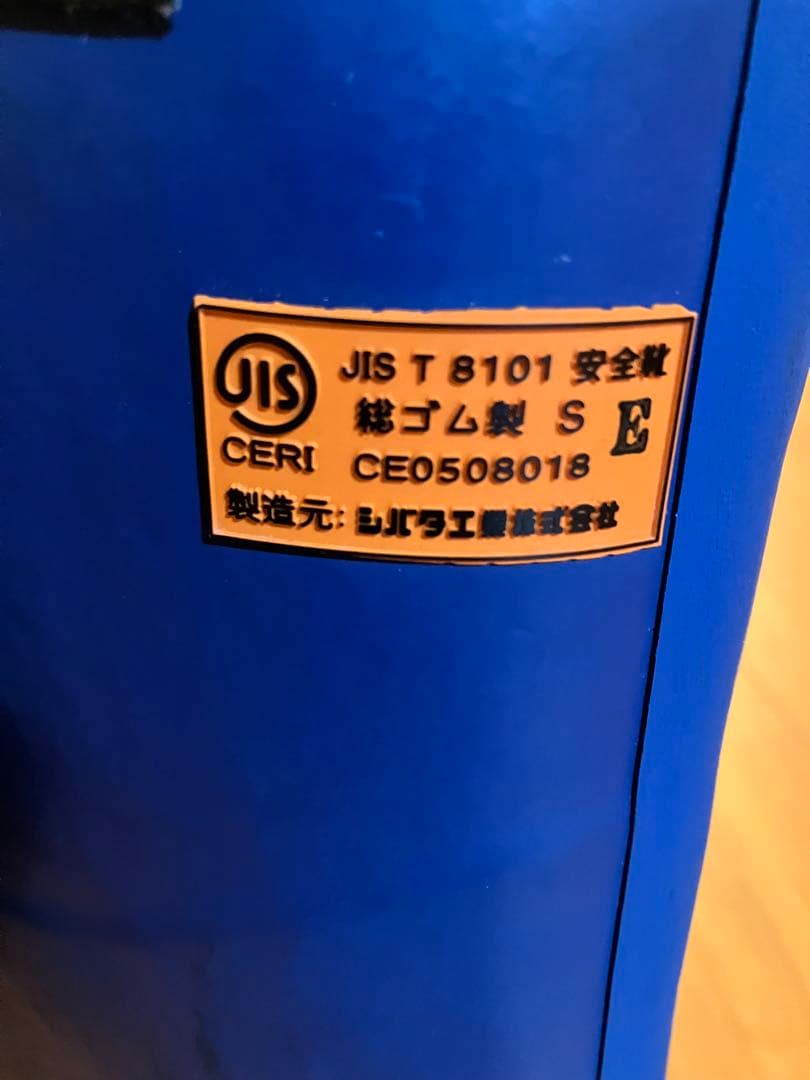 JIS
CERI
JIS T 8101 安全靴
総ゴム製 S E
CE0508018
製造元:シバタ工業株式会社